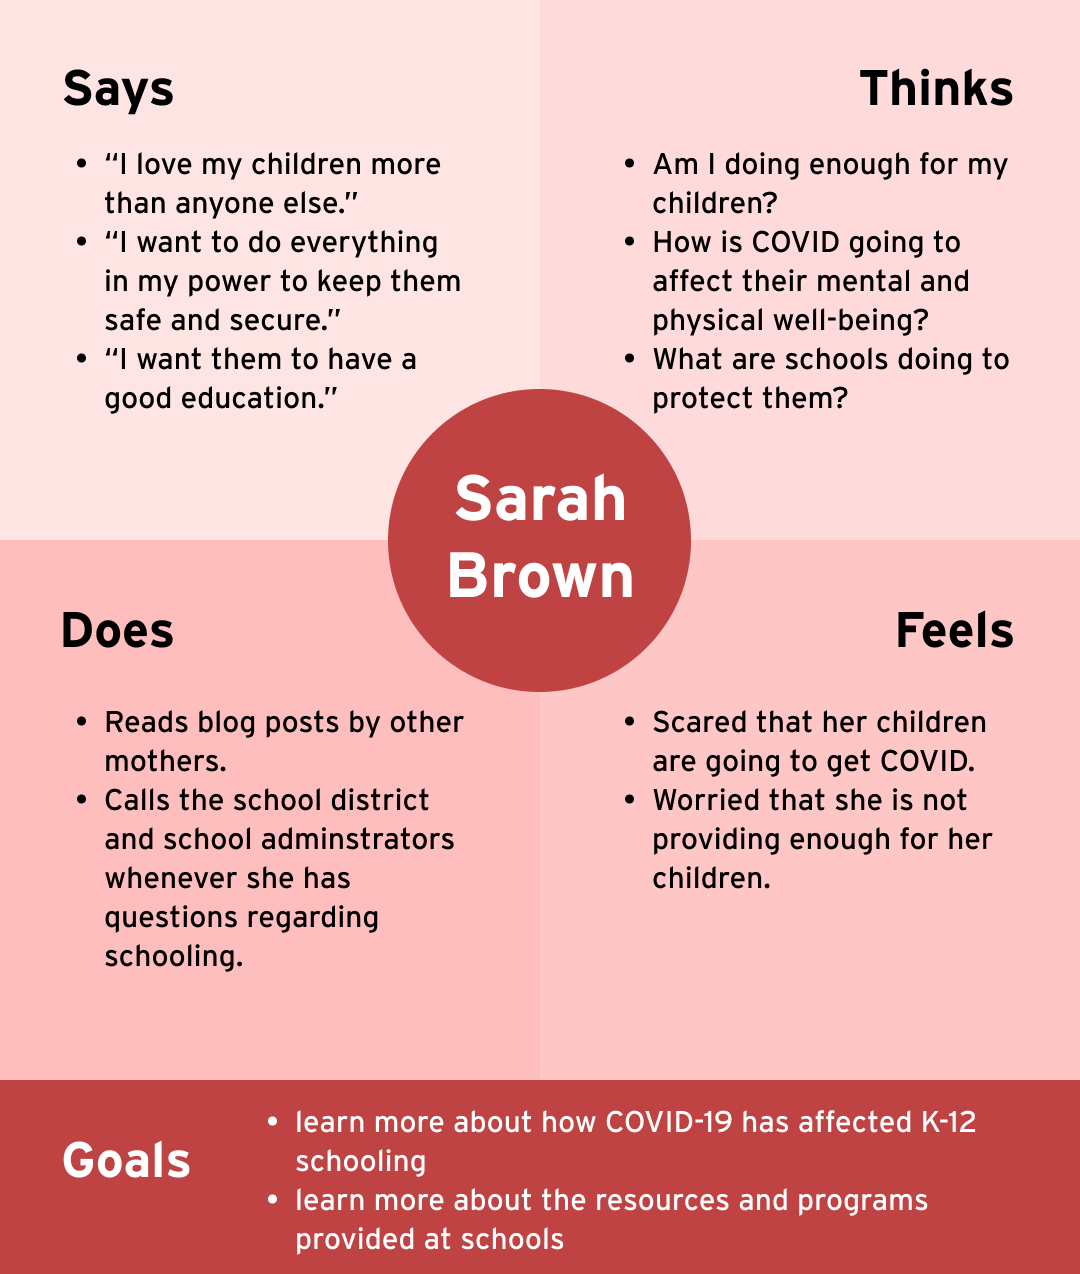 Says
• “I love my children more
than anyone else.”
• “I want to do everything
in my power to keep them
safe and secure.”
• “I want them to have a
good education.”
Thinks
• Am I doing enough for my
children?
• How is COVID going to
affect their mental and
physical well-being?
• What are schools doing to
protect them?
Sarah
Brown
Does
• Reads blog posts by other
mothers.
• Calls the school district
and school adminstrators
whenever she has
questions regarding
schooling.
Feels
• Scared that her children
are going to get COVID.
• Worried that she is not
providing enough for her
children.
Goals
• learn more about how COVID-19 has affected K-12
schooling
• learn more about the resources and programs
provided at schools